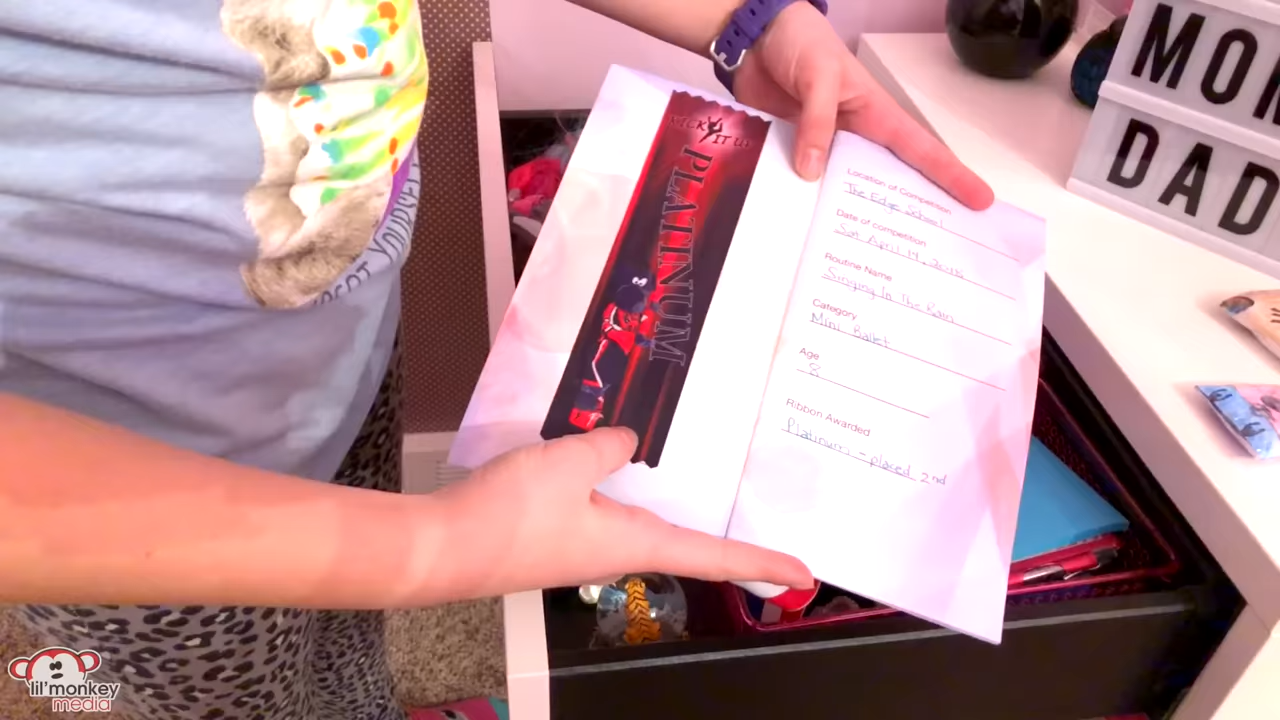 KICK IT UP
PLATINUM
Location of Competition
The Edge School
Date of competition
Sat April 14, 2018
Routine Name
Singing In The Rain
Category
Mini Ballet
Age
8
Ribbon Awarded
Platinum - placed 2nd
MOM
DAD
lil'monkey
media